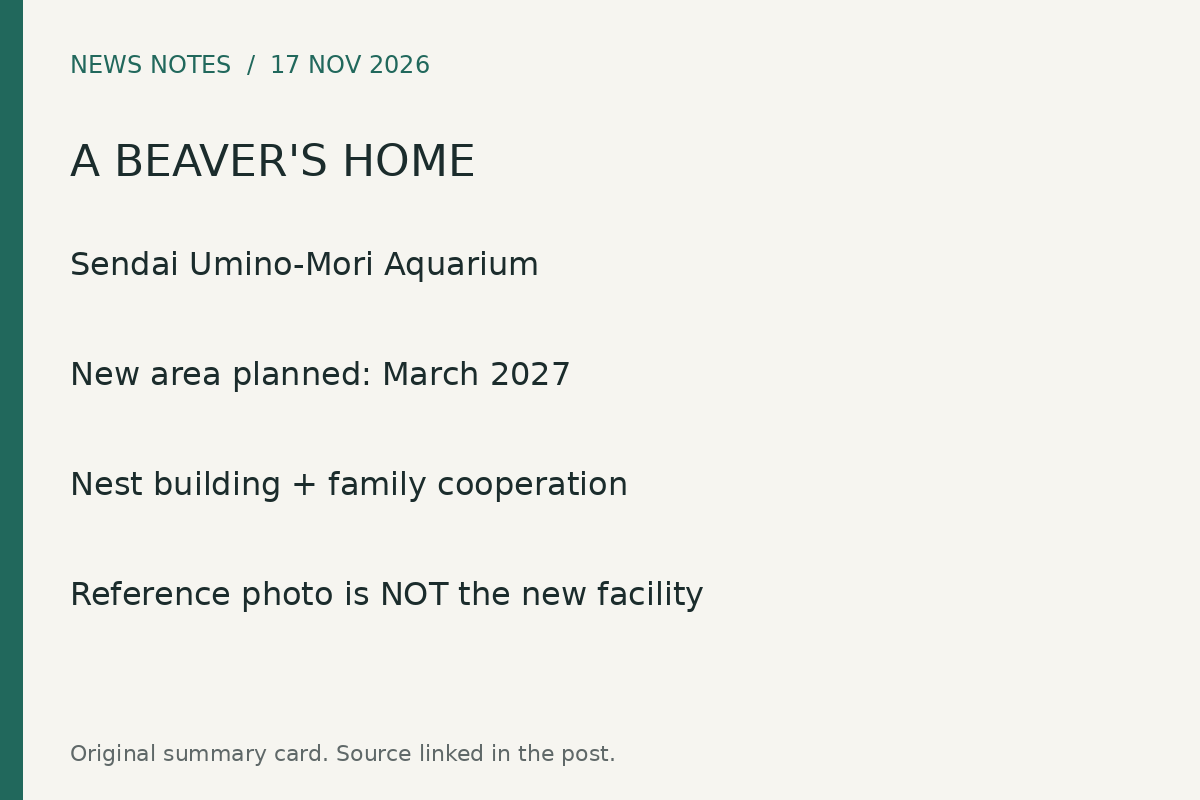 NEWS NOTES / 17 NOV 2026
A BEAVER'S HOME
Sendai Umino-Mori Aquarium
New area planned: March 2027
Nest building + family cooperation
Reference photo is NOT the new facility
Original summary card. Source linked in the post.